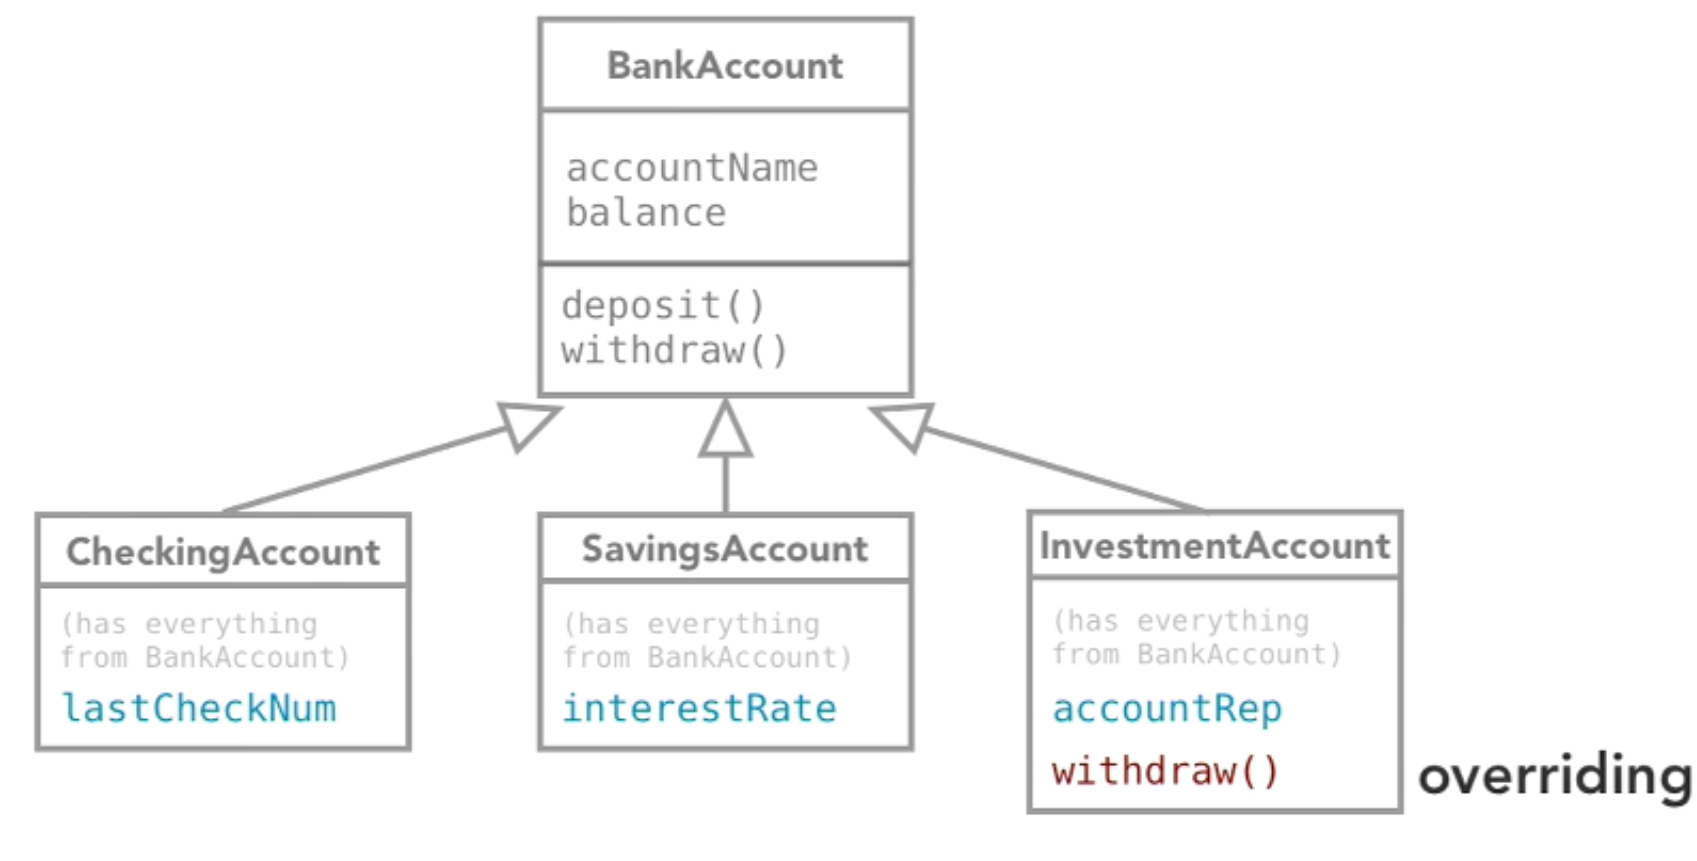 BankAccount
accountName
balance
deposit()
withdraw()
CheckingAccount
(has everything
from BankAccount)
lastCheckNum
SavingsAccount
(has everything
from BankAccount)
interestRate
InvestmentAccount
(has everything
from BankAccount)
accountRep
withdraw()
overriding